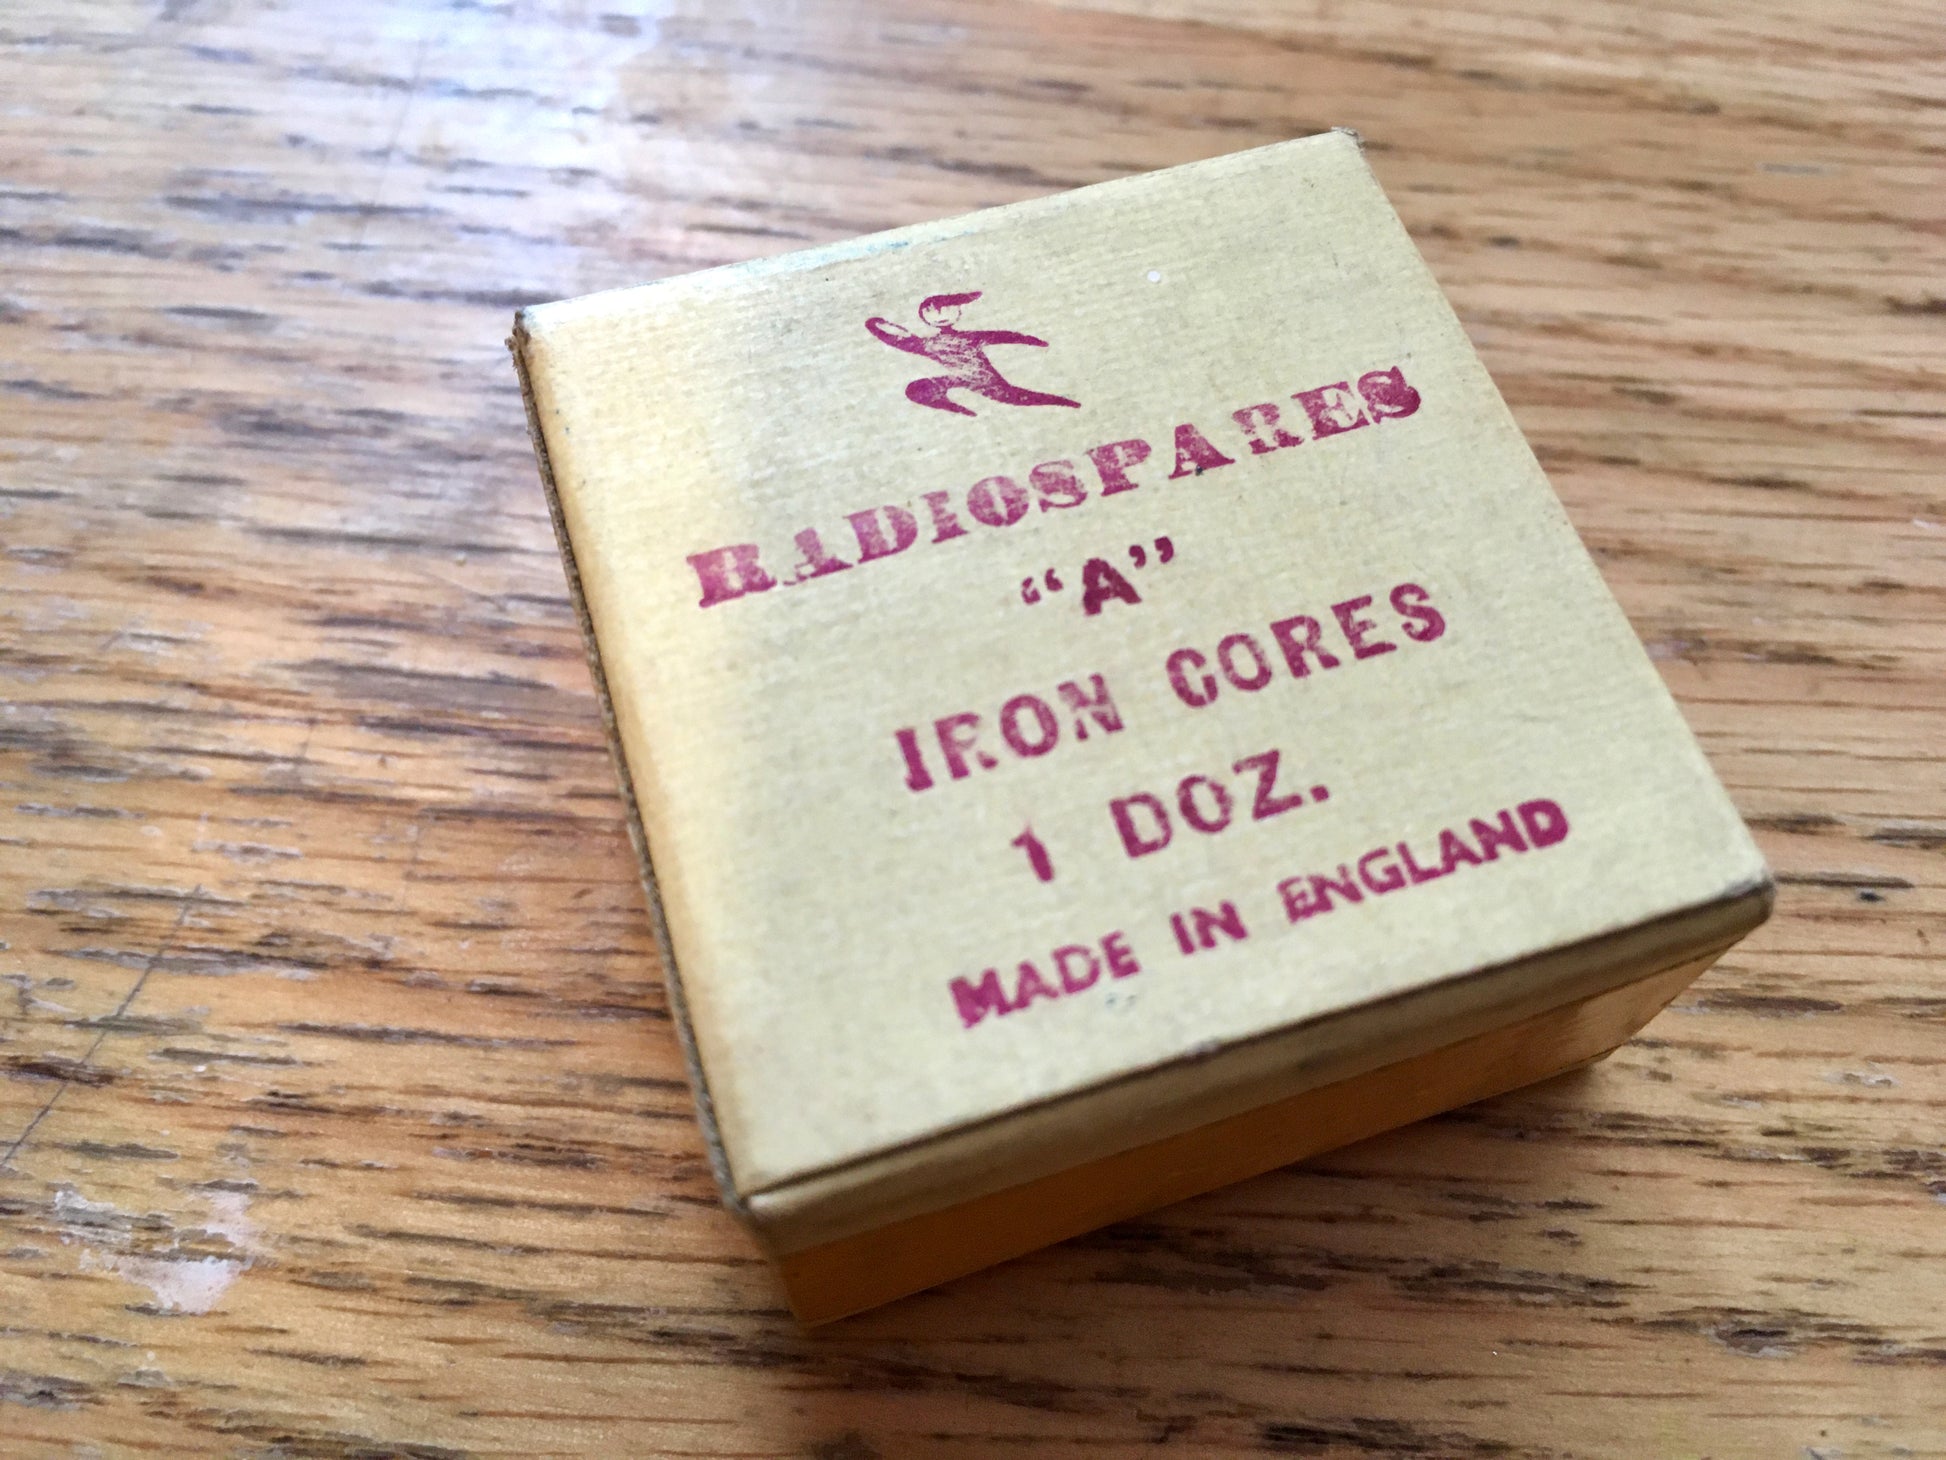 RADIOSPARES
“A”
IRON CORES
1 DOZ.
MADE IN ENGLAND